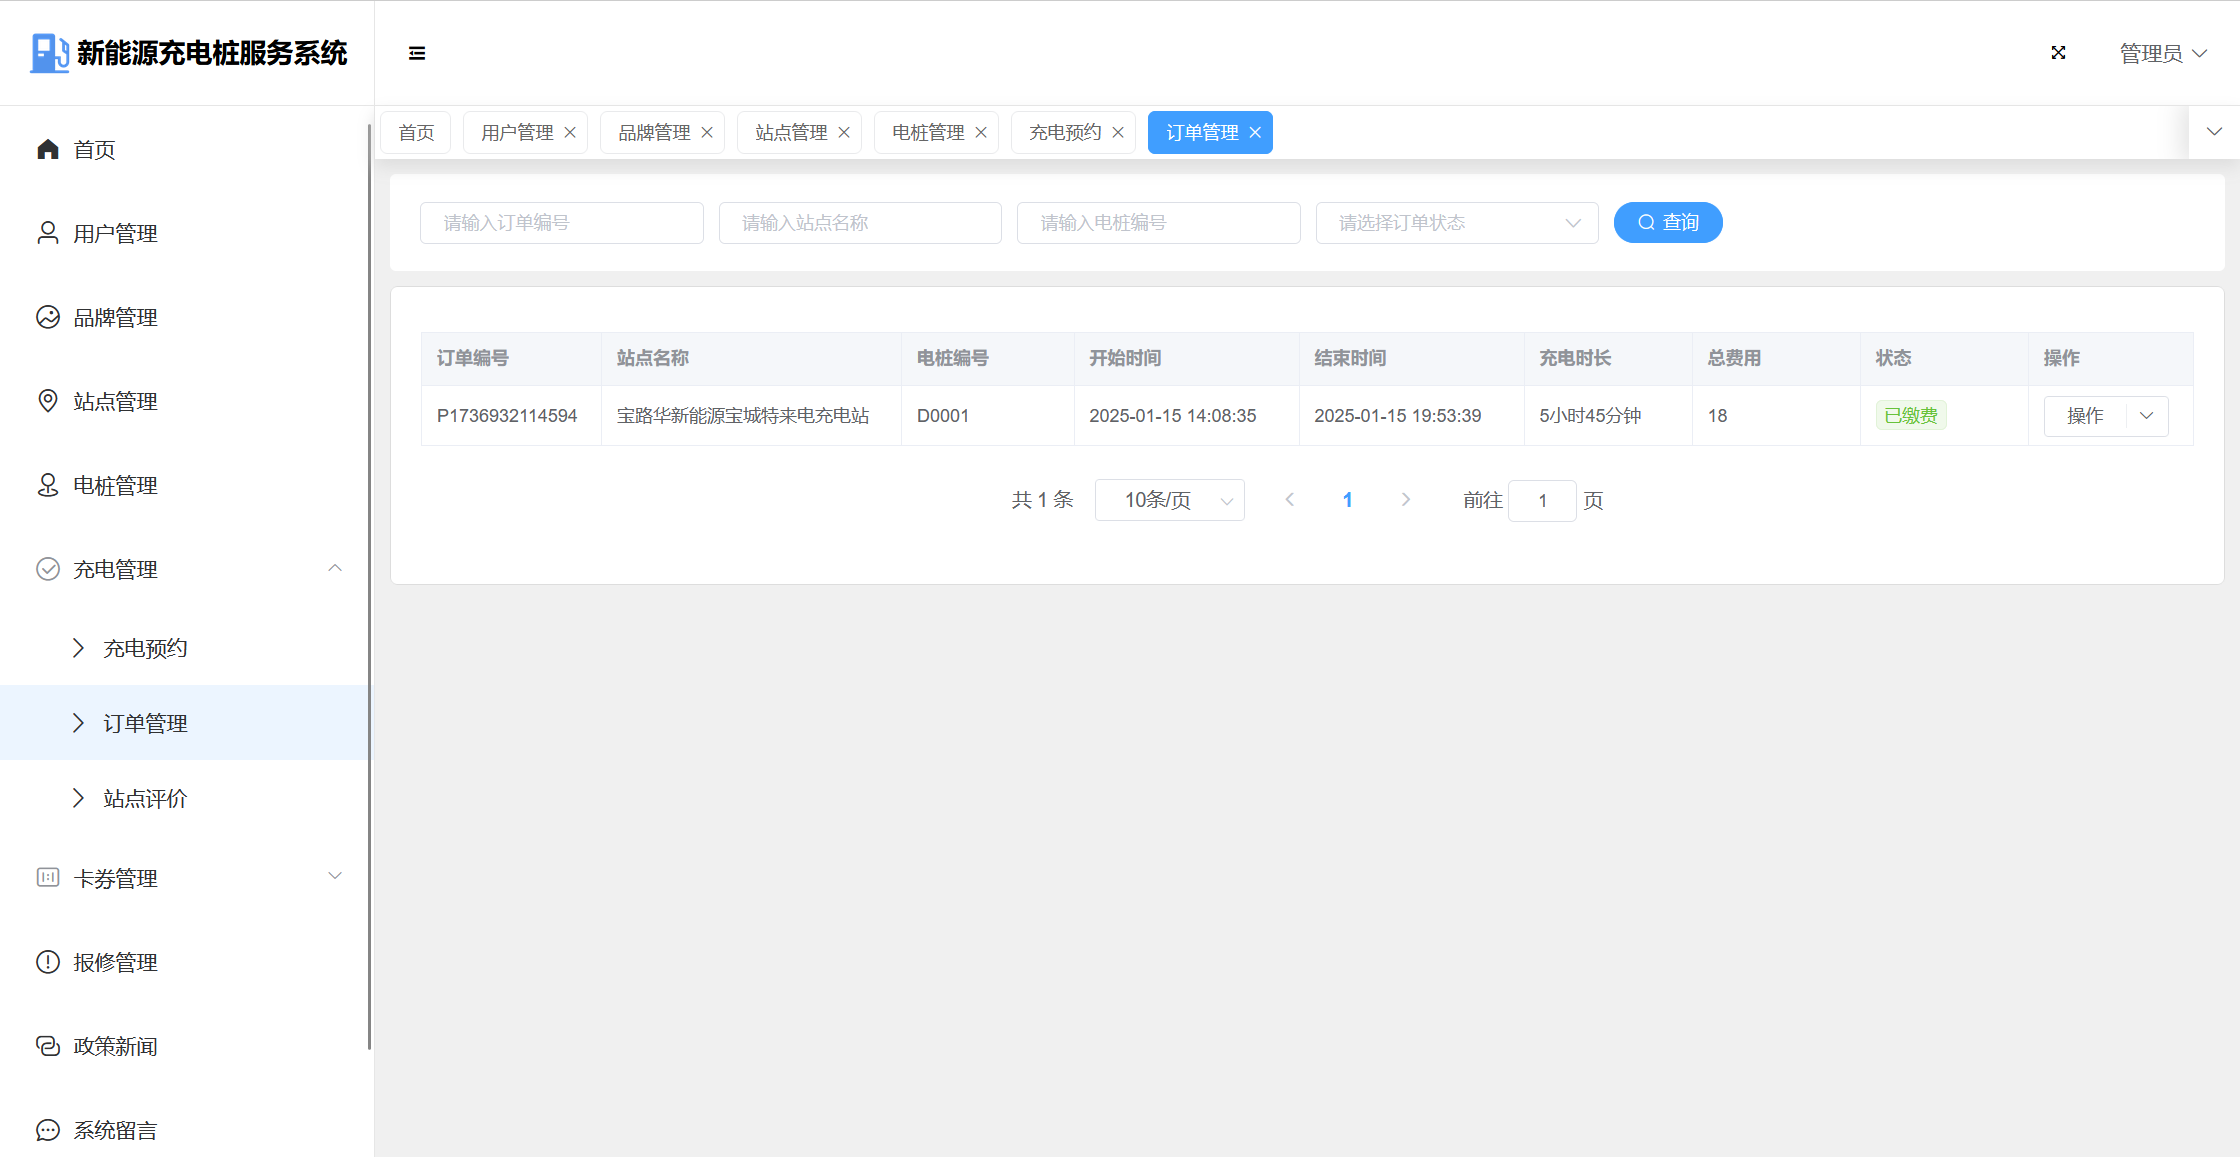 新能源充电桩服务系统
管理员
首页
用户管理
品牌管理
站点管理
电桩管理
充电管理
充电预约
订单管理
站点评价
卡券管理
报修管理
政策新闻
系统留言
首页 用户管理 品牌管理 站点管理 电桩管理 充电预约 订单管理
请输入订单编号 请输入站点名称 请输入电桩编号 请选择订单状态 查询
订单编号 站点名称 电桩编号 开始时间 结束时间 充电时长 总费用 状态 操作
P1736932114594 宝路华新能源宝城特来电充电站 D0001 2025-01-15 14:08:35 2025-01-15 19:53:39 5小时45分钟 18 已缴费 操作
共 1 条 10条/页 1 前往 1 页